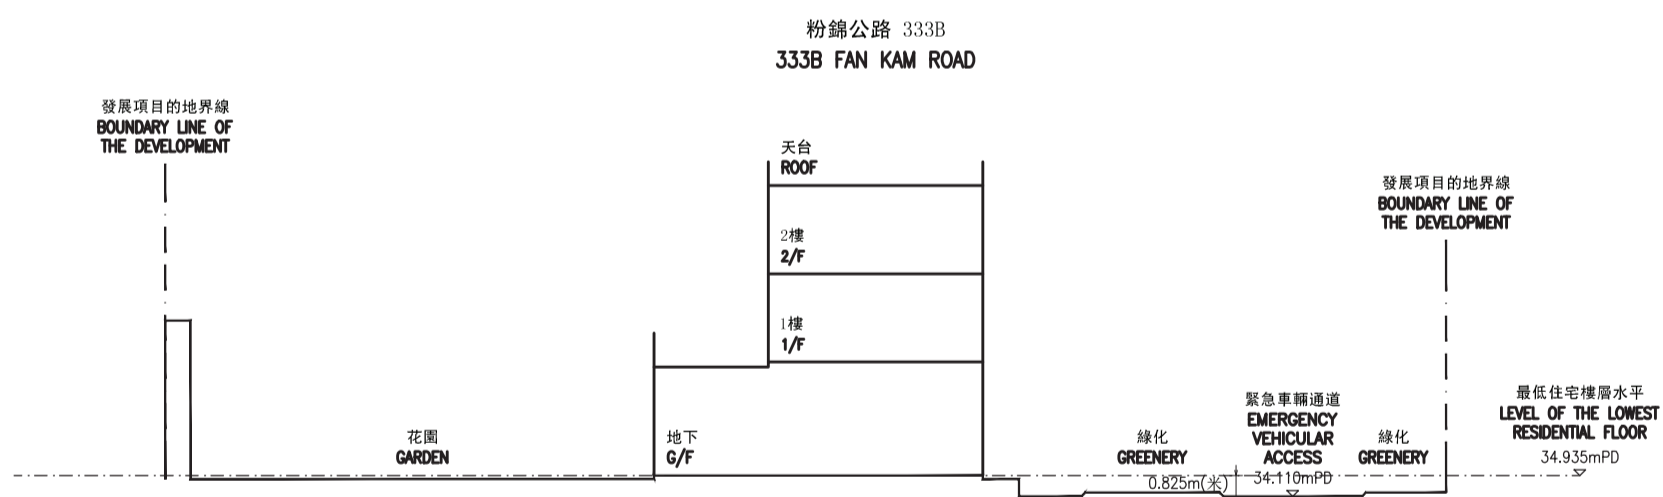 粉錦公路 333B
333B FAN KAM ROAD
發展項目的地界線
BOUNDARY LINE OF
THE DEVELOPMENT
天台
ROOF
發展項目的地界線
BOUNDARY LINE OF
THE DEVELOPMENT
2樓
2/F
1樓
1/F
花園
GARDEN
地下
G/F
綠化
GREENERY
緊急車輛通道
EMERGENCY
VEHICULAR
ACCESS
34.110mPD
0.825m(米)
綠化
GREENERY
最低住宅樓層水平
LEVEL OF THE LOWEST
RESIDENTIAL FLOOR
34.935mPD